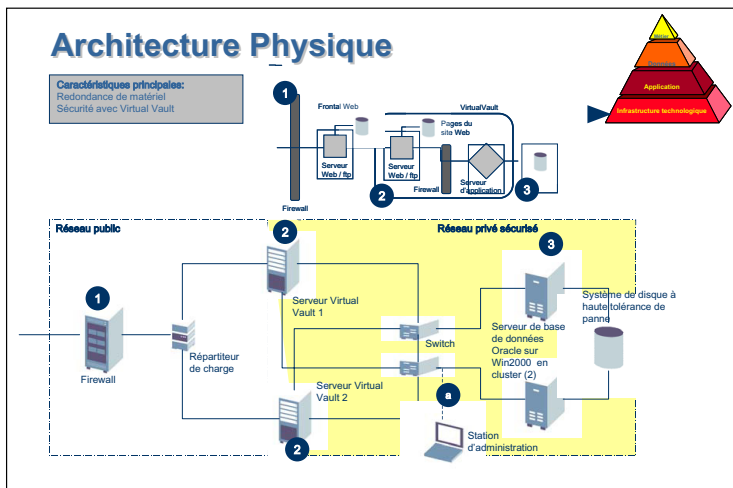 Architecture Physique
Caractéristiques principales:
Redondance de matériel
Sécurité avec Virtual Vault
Métier
Données
Application
Infrastructure technologique
1
Frontal Web
VirtualVault
Pages du
site Web
Serveur
Web / ftp
Serveur
Web / ftp
Firewall
Serveur
d'application
2
3
Firewall
Réseau public
2
Réseau privé sécurisé
3
1
Serveur Virtual
Vault 1
Système de disque à
haute tolérance de
panne
Switch
Serveur de base
de données
Oracle sur
Win2000 en
cluster (2)
Répartiteur
de charge
Firewall
Serveur Virtual
Vault 2
a
2
Station
d'administration